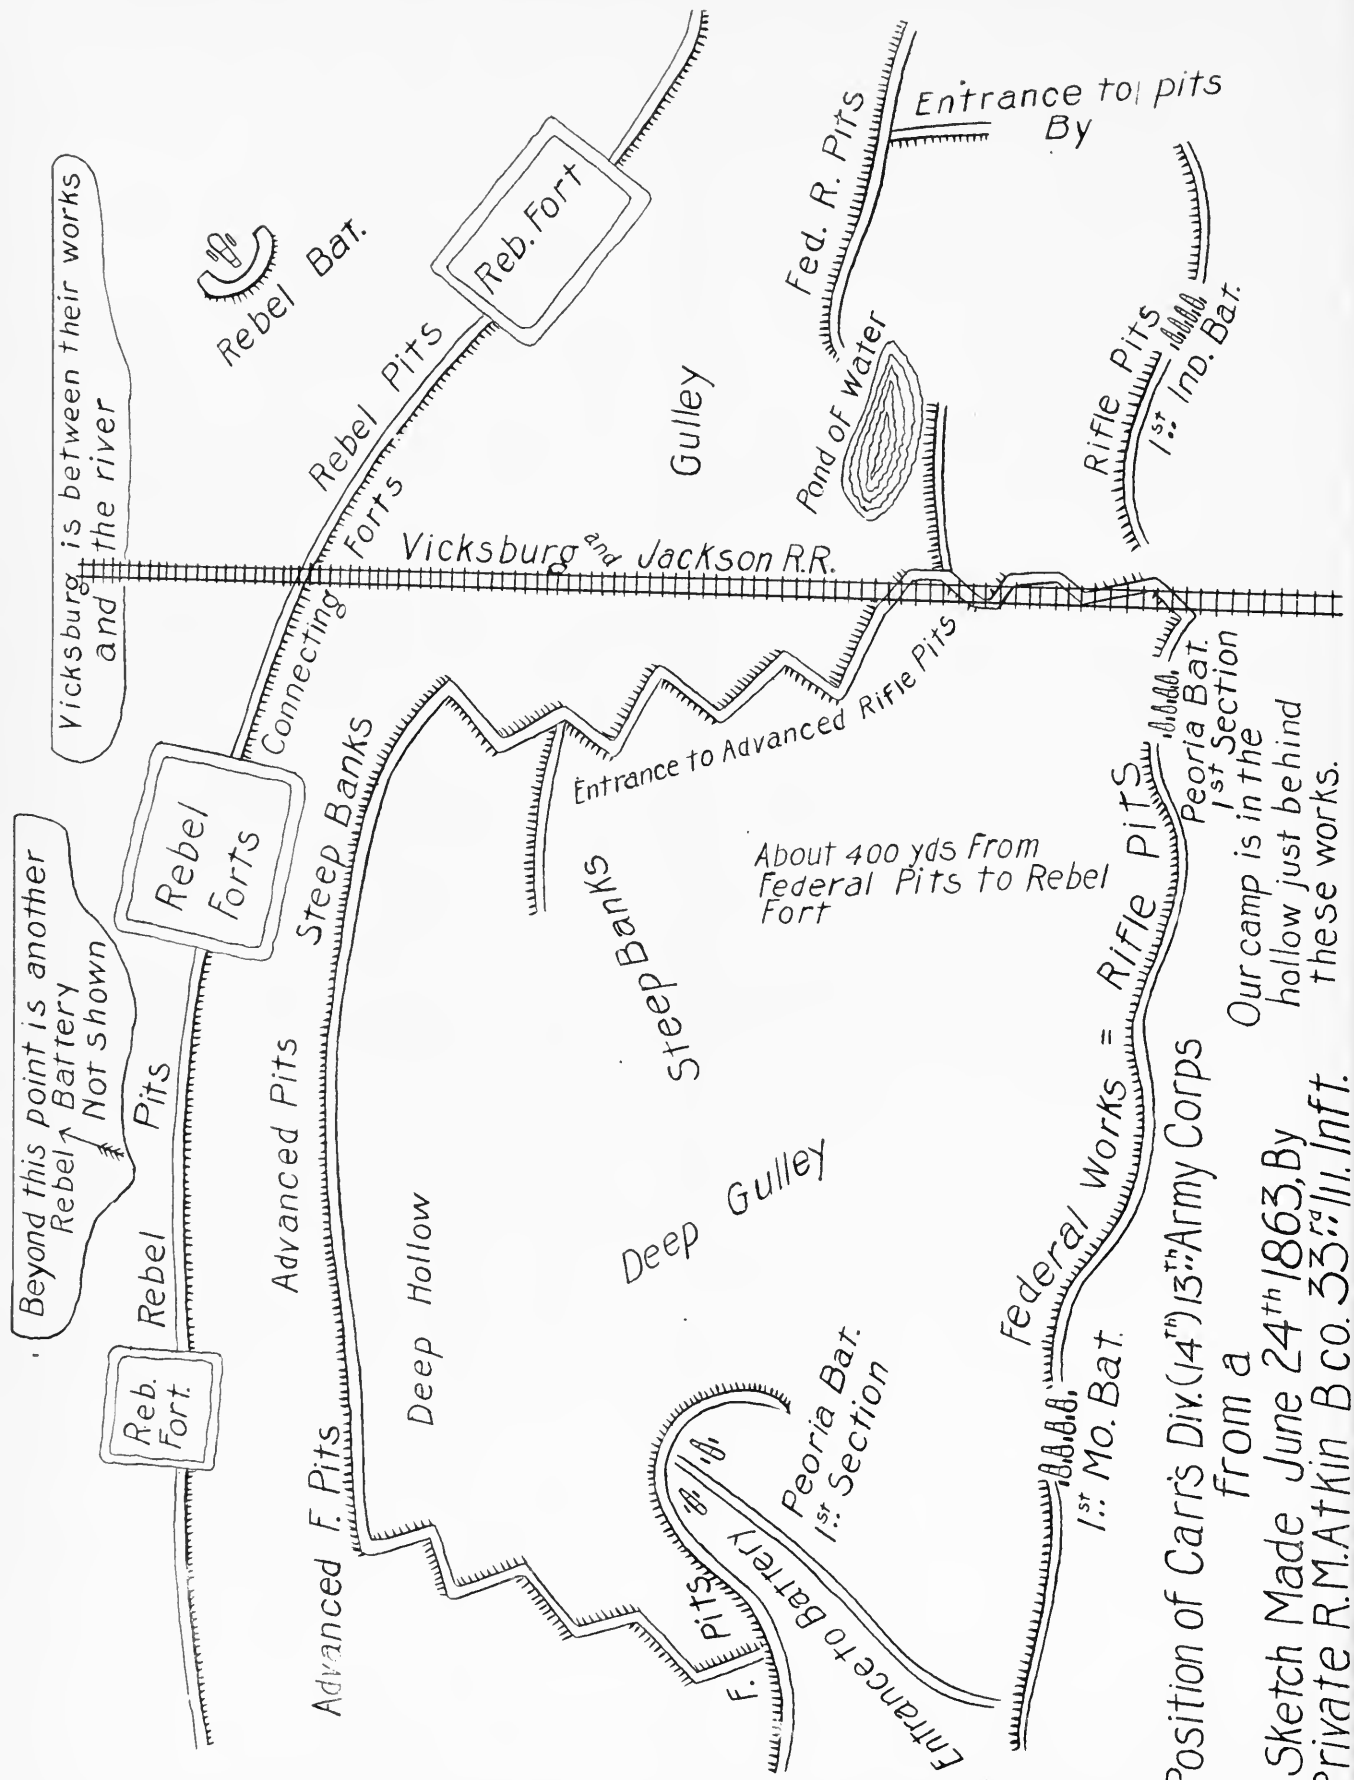 Beyond this point is another
Rebel Battery
Not shown
Vicksburg is between their works
and the river
Reb.
Fort.
Rebel Pits
Rebel
Forts
Rebel Pits
Connecting Forts
Rebel Bat.
Reb. Fort
Advanced F. Pits
Advanced Pits
Steep Banks
Deep Hollow
Vicksburg and Jackson R.R.
Gulley
Steep Banks
Entrance to Advanced Rifle Pits
Pond of water
Fed. R. Pits
Entrance to pits
By
Deep Gulley
About 400 yds From
Federal Pits to Rebel
Fort
F. Pits
Entrance to Battery
Peoria Bat.
1st Section
Federal Works = Rifle Pits
1st Mo. Bat.
Peoria Bat.
1st Section
Rifle Pits
1st Ind. Bat.
Our camp is in the
hollow just behind
these works.
Position of Carr's Div. (14th) 13th Army Corps
from a
Sketch Made June 24th 1863, By
Private R.M. Atkin B Co. 33rd Ill. Inft.